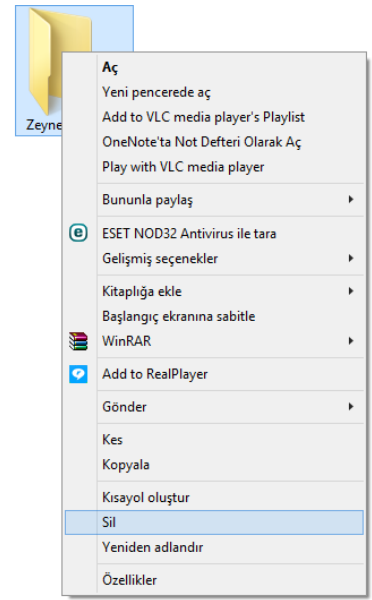 Zeyne
Aç
Yeni pencerede aç
Add to VLC media player's Playlist
OneNote'ta Not Defteri Olarak Aç
Play with VLC media player
Bununla paylaş
ESET NOD32 Antivirus ile tara
Gelişmiş seçenekler
Kitaplığa ekle
Başlangıç ekranına sabitle
WinRAR
Add to RealPlayer
Gönder
Kes
Kopyala
Kısayol oluştur
Sil
Yeniden adlandır
Özellikler